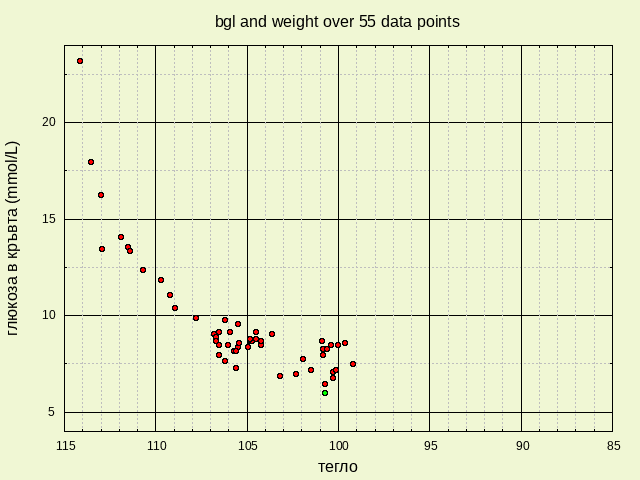 bgl and weight over 55 data points
глюкоза в кръвта (mmol/L)
20
15
10
5
115 110 105 100 95 90 85
тегло